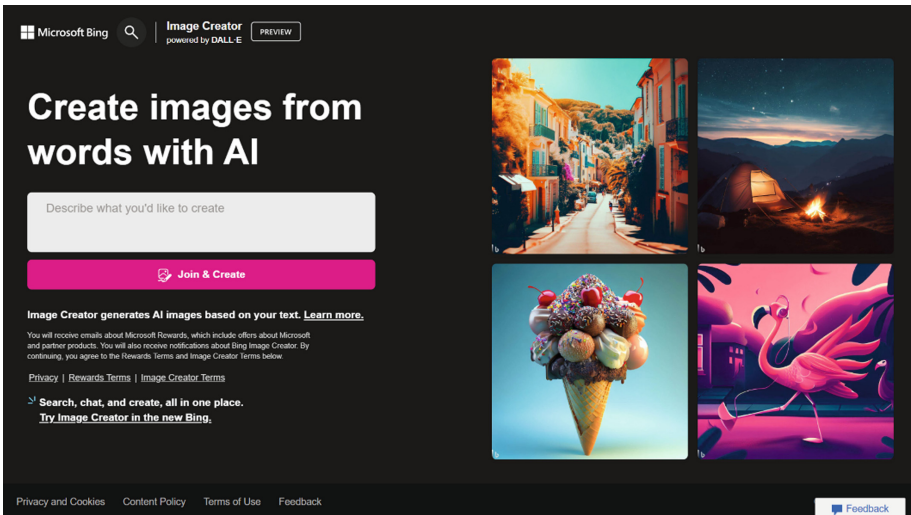 Microsoft Bing
Image Creator
powered by DALL·E
PREVIEW
Create images from
words with AI
Describe what you'd like to create
Join & Create
Image Creator generates AI images based on your text. Learn more.
You will receive emails about Microsoft Rewards, which include offers about Microsoft
and partner products. You will also receive notifications about Bing Image Creator. By
continuing, you agree to the Rewards Terms and Image Creator Terms below.
Privacy | Rewards Terms | Image Creator Terms
Search, chat, and create, all in one place.
Try Image Creator in the new Bing.
Privacy and Cookies Content Policy Terms of Use Feedback
Feedback